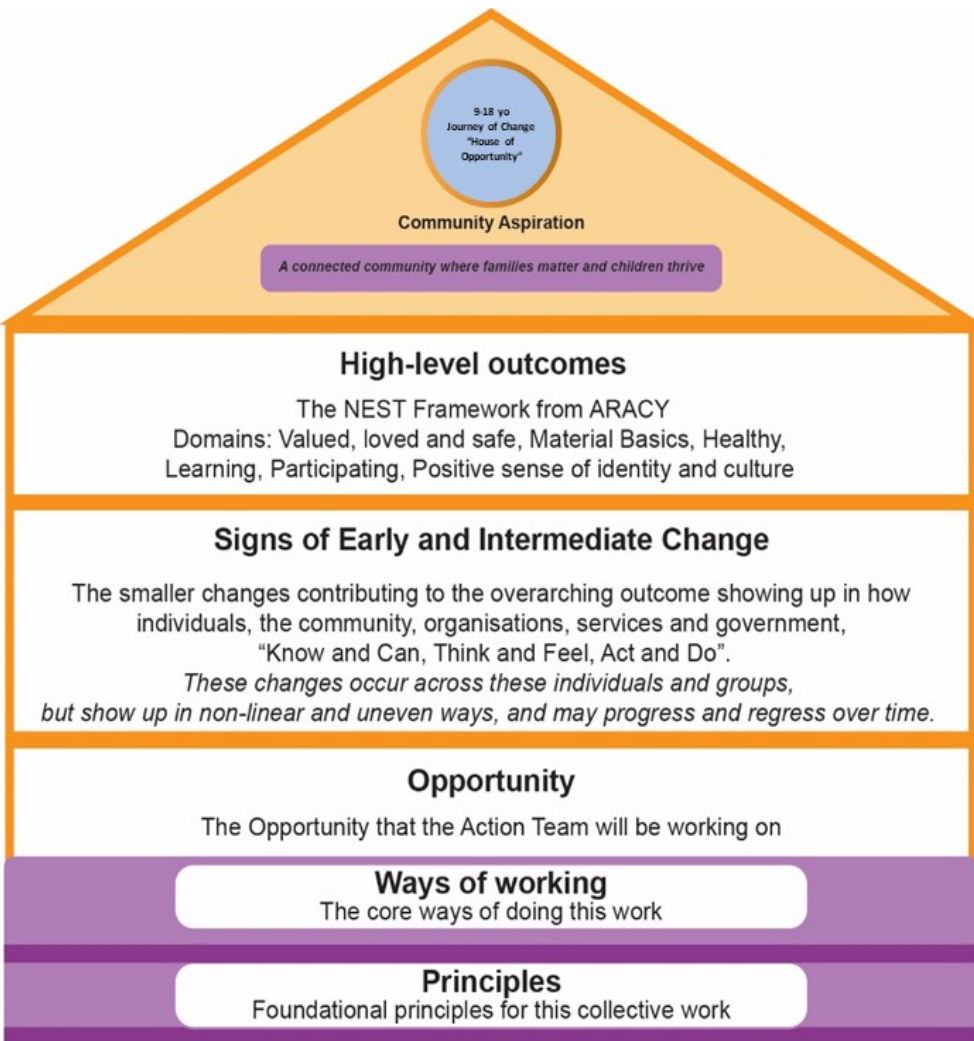 9-18 yo
Journey of Change
"House of
Opportunity"
Community Aspiration
A connected community where families matter and children thrive
High-level outcomes
The NEST Framework from ARACY
Domains: Valued, loved and safe, Material Basics, Healthy,
Learning, Participating, Positive sense of identity and culture
Signs of Early and Intermediate Change
The smaller changes contributing to the overarching outcome showing up in how
individuals, the community, organisations, services and government,
“Know and Can, Think and Feel, Act and Do”.
These changes occur across these individuals and groups,
but show up in non-linear and uneven ways, and may progress and regress over time.
Opportunity
The Opportunity that the Action Team will be working on
Ways of working
The core ways of doing this work
Principles
Foundational principles for this collective work